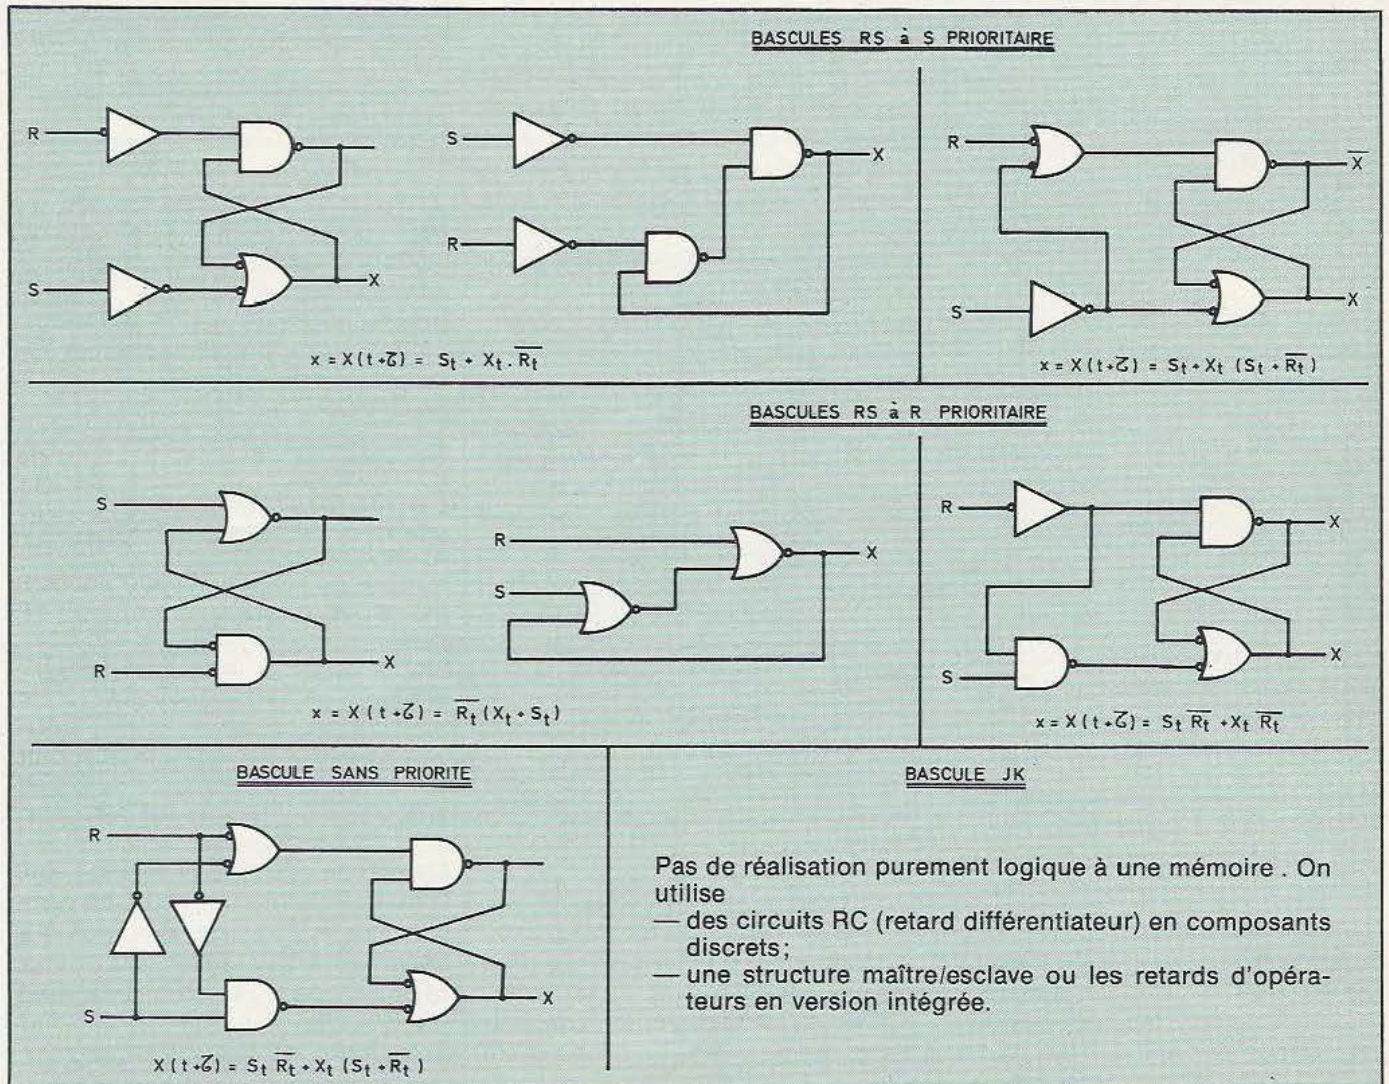 BASCULES RS à S PRIORITAIRE
R
S
X
x = X(t+ζ) = S̄t + Xt . R̄t
S
R
X
R
S
X̄
X
x = X(t+ζ) = St + Xt (St + R̄t)
BASCULES RS à R PRIORITAIRE
S
R
X
R
S
X
x = X(t+ζ) = R̄t (Xt + St)
R
S
X
X
x = X(t+ζ) = St R̄t + Xt R̄t
BASCULE SANS PRIORITE
R
S
X
X(t+ζ) = St R̄t + Xt (St + R̄t)
BASCULE JK
Pas de réalisation purement logique à une mémoire . On
utilise
— des circuits RC (retard différentiateur) en composants
discrets;
— une structure maître/esclave ou les retards d'opéra-
teurs en version intégrée.